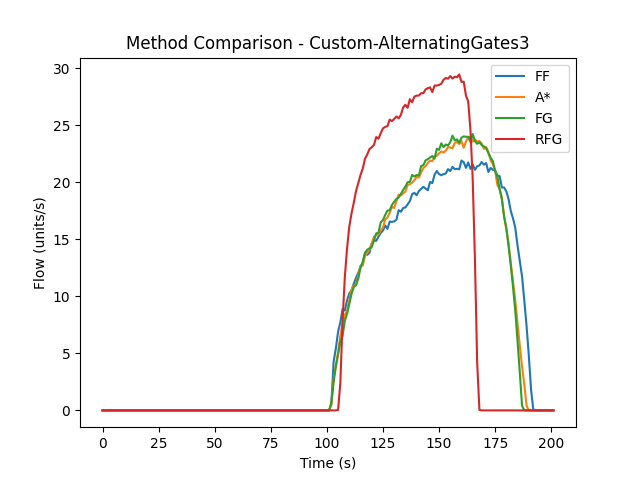 Method Comparison - Custom-AlternatingGates3
Flow (units/s)
30
25
20
15
10
5
0
FF
A*
FG
RFG
0 25 50 75 100 125 150 175 200
Time (s)